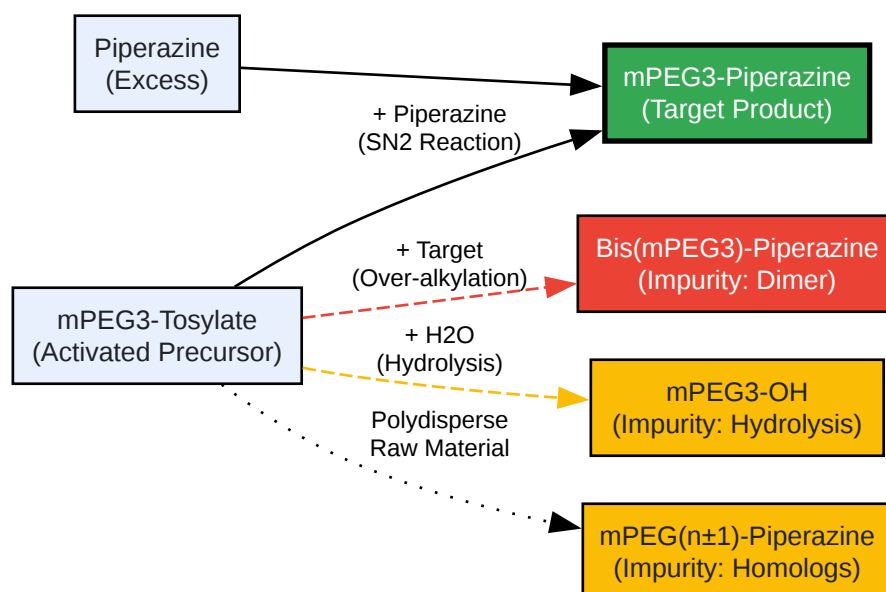 Piperazine
(Excess)
mPEG3-Piperazine
(Target Product)
+ Piperazine
(SN2 Reaction)
+ Target
(Over-alkylation)
Bis(mPEG3)-Piperazine
(Impurity: Dimer)
mPEG3-Tosylate
(Activated Precursor)
+ H2O
(Hydrolysis)
mPEG3-OH
(Impurity: Hydrolysis)
Polydisperse
Raw Material
mPEG(n±1)-Piperazine
(Impurity: Homologs)